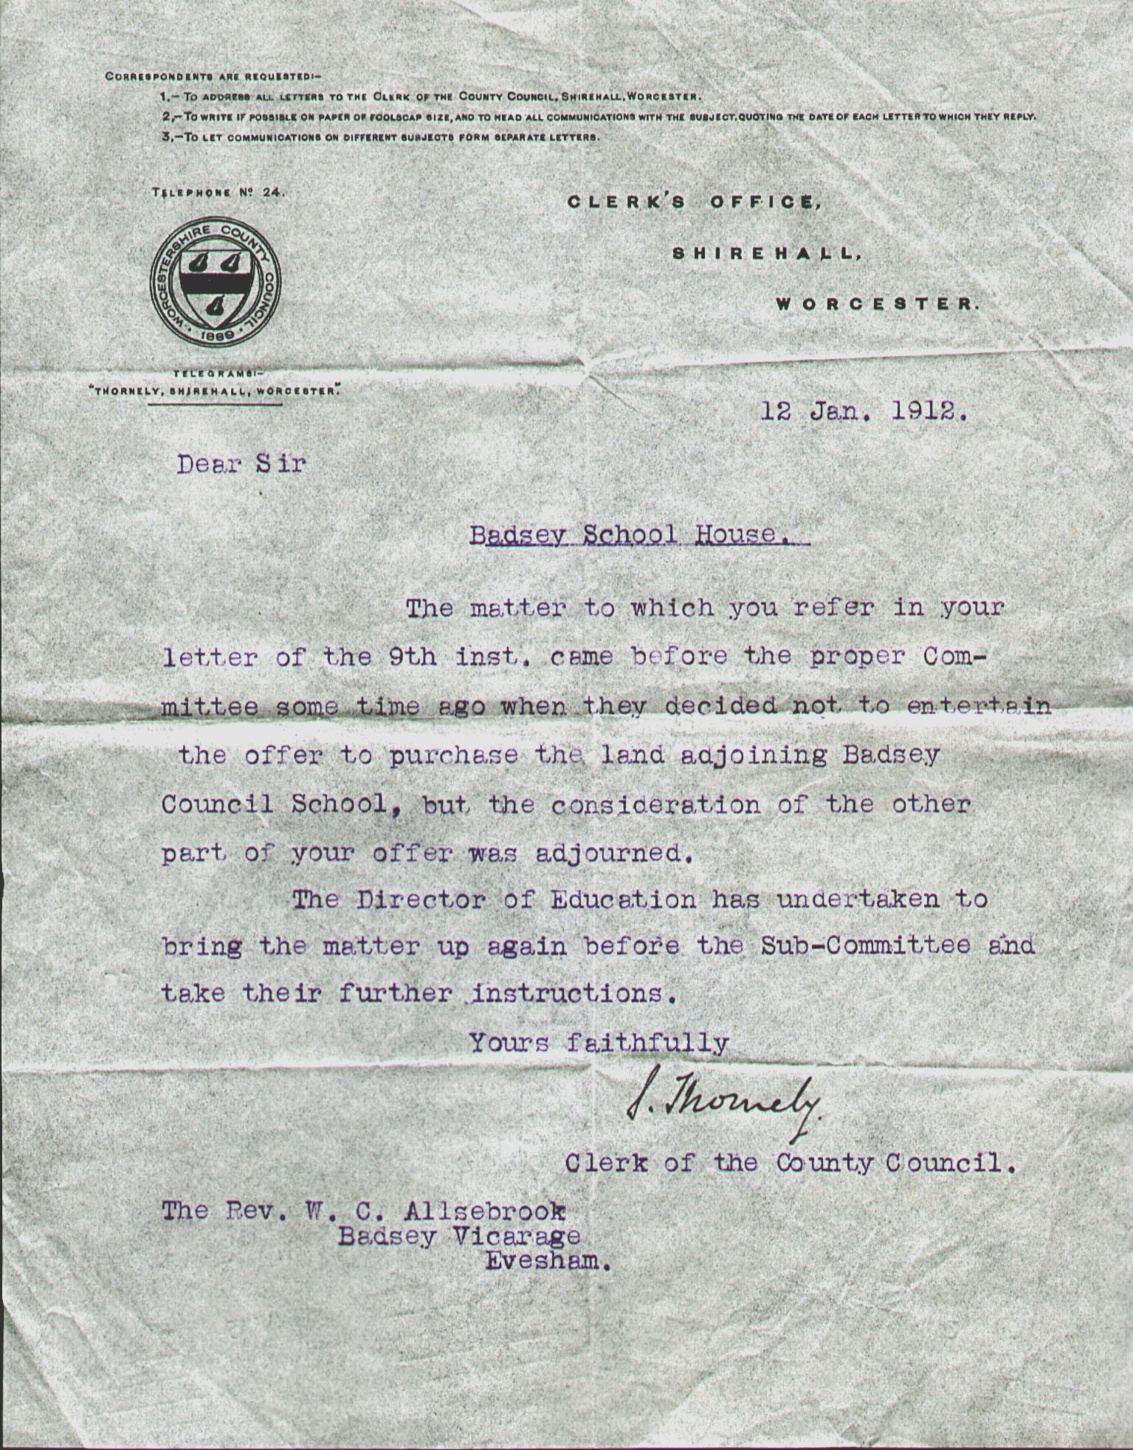 CORRESPONDENTS ARE REQUESTED:-
1,- TO ADDRESS ALL LETTERS TO THE CLERK OF THE COUNTY COUNCIL, SHIREHALL, WORCESTER.
2,- TO WRITE IF POSSIBLE ON PAPER OF FOOLSCAP SIZE, AND TO HEAD ALL COMMUNICATIONS WITH THE SUBJECT, QUOTING THE DATE OF EACH LETTER TO WHICH THEY REPLY.
3,- TO LET COMMUNICATIONS ON DIFFERENT SUBJECTS FORM SEPARATE LETTERS.
TELEPHONE Nº 24.
CLERK'S OFFICE,
SHIREHALL,
WORCESTER.
WORCESTERSHIRE COUNTY COUNCIL
1889
TELEGRAMS:-
"THORNELY, SHIREHALL, WORCESTER."
12 Jan. 1912.
Dear Sir
Badsey School House.
The matter to which you refer in your
letter of the 9th inst. came before the proper Com-
mittee some time ago when they decided not to entertain
the offer to purchase the land adjoining Badsey
Council School, but the consideration of the other
part of your offer was adjourned.
The Director of Education has undertaken to
bring the matter up again before the Sub-Committee and
take their further instructions.
Yours faithfully
S. Thornely.
Clerk of the County Council.
The Rev. W. C. Allsebrook
Badsey Vicarage
Evesham.